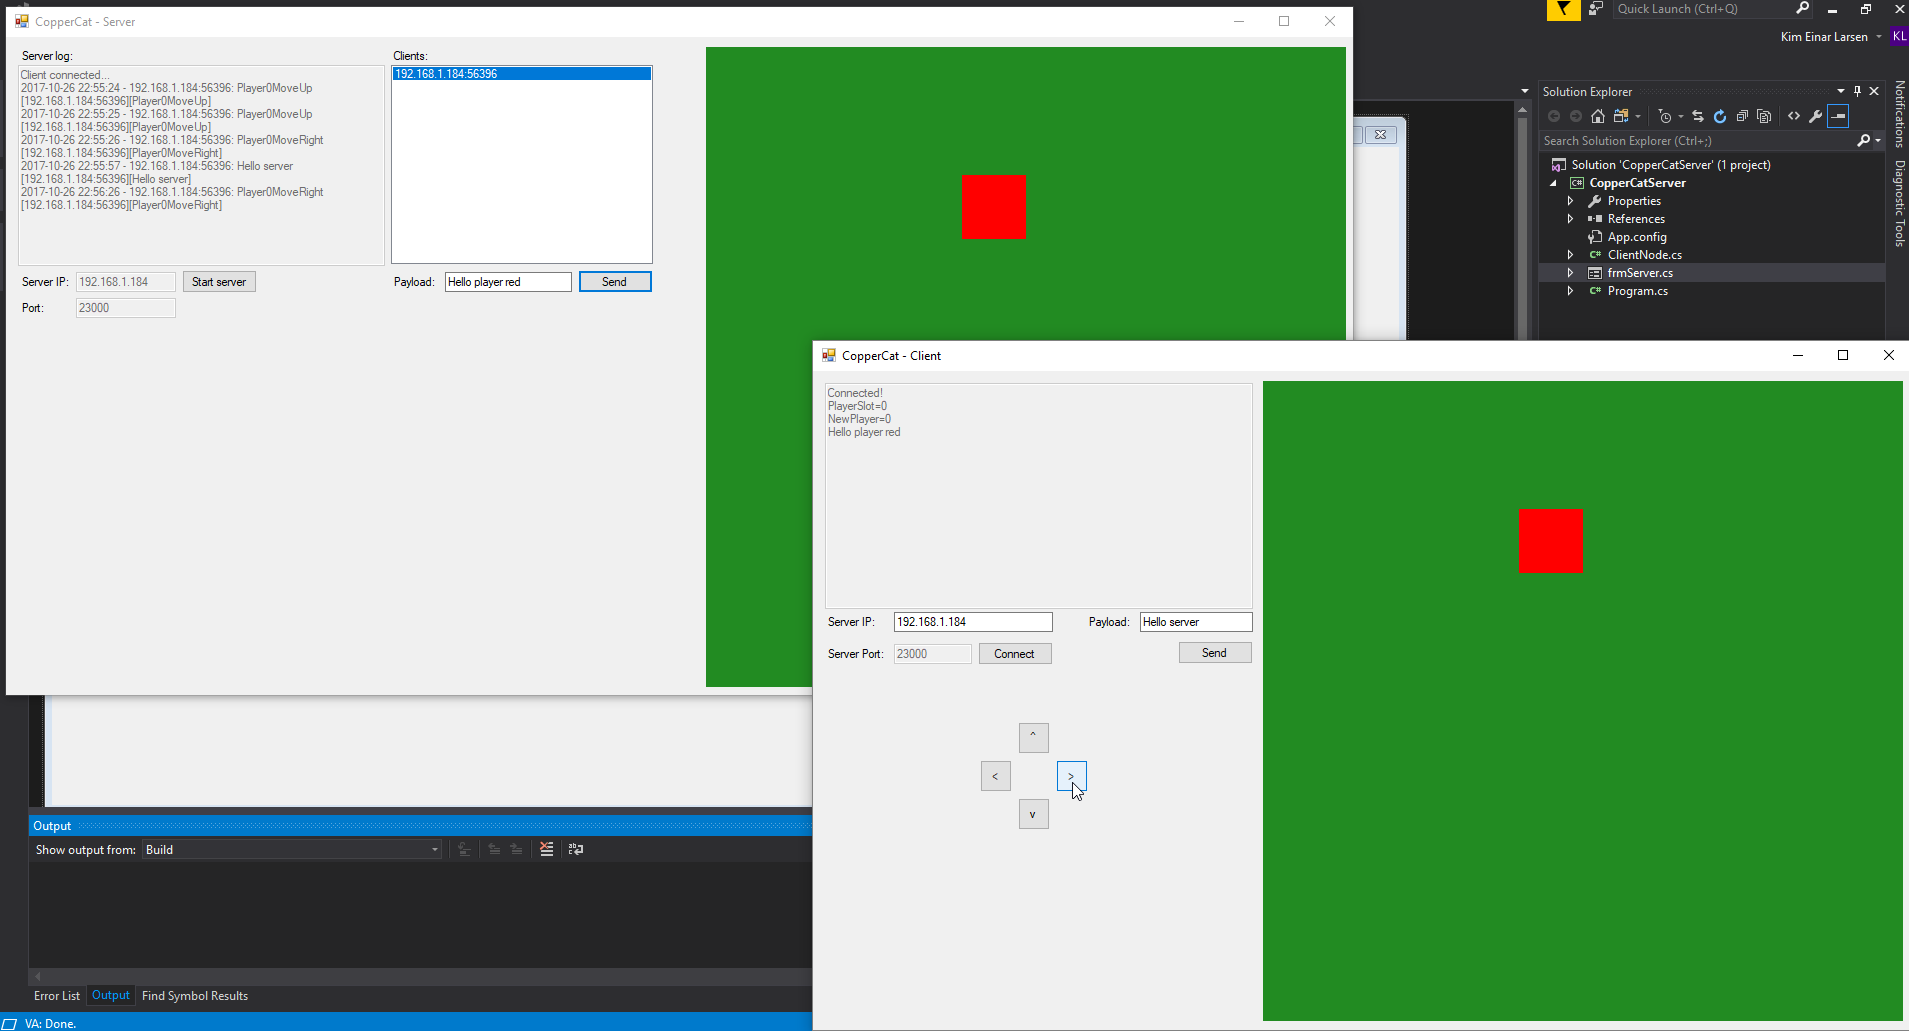 CopperCat - Server
Server log:
Client connected...
2017-10-26 22:55:24 - 192.168.1.184:56396: Player0MoveUp
[192.168.1.184:56396][Player0MoveUp]
2017-10-26 22:55:25 - 192.168.1.184:56396: Player0MoveUp
[192.168.1.184:56396][Player0MoveUp]
2017-10-26 22:55:26 - 192.168.1.184:56396: Player0MoveRight
[192.168.1.184:56396][Player0MoveRight]
2017-10-26 22:55:57 - 192.168.1.184:56396: Hello server
[192.168.1.184:56396][Hello server]
2017-10-26 22:56:26 - 192.168.1.184:56396: Player0MoveRight
[192.168.1.184:56396][Player0MoveRight]
Clients:
192.168.1.184:56396
Server IP: 192.168.1.184 Start server
Payload: Hello player red Send
Port: 23000
Quick Launch (Ctrl+Q)
Kim Einar Larsen KL
Solution Explorer
Search Solution Explorer (Ctrl+;)
Solution 'CopperCatServer' (1 project)
C# CopperCatServer
Properties
References
App.config
C# ClientNode.cs
frmServer.cs
C# Program.cs
Notifications
Diagnostic Tools
CopperCat - Client
Connected!
PlayerSlot=0
NewPlayer=0
Hello player red
Server IP: 192.168.1.184 Payload: Hello server
Server Port: 23000 Connect Send
^
< >
v
Output
Show output from: Build
Error List Output Find Symbol Results
VA: Done.